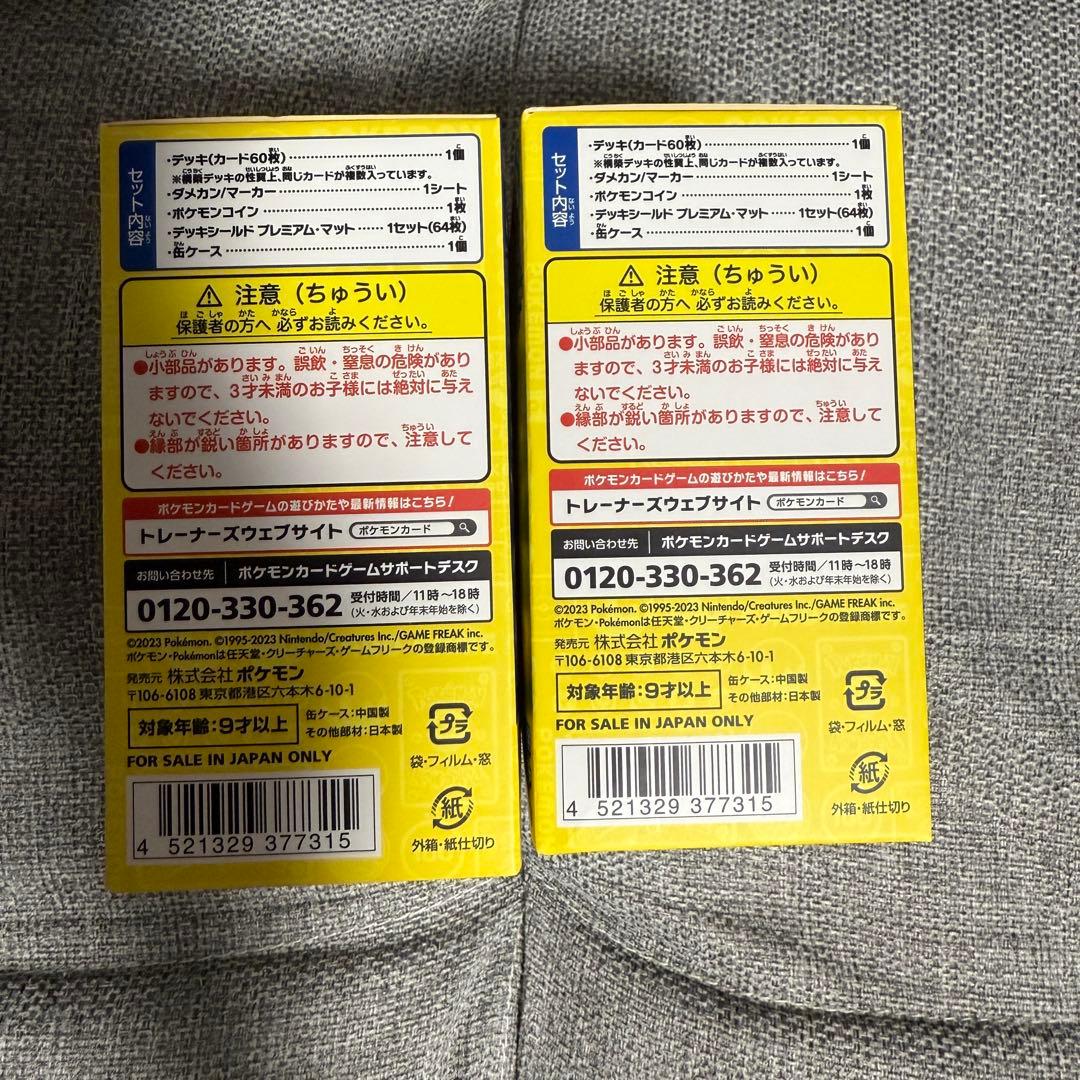 セット内容
ないよう
・デッキ(カード60枚)……………………1個
※構築デッキの性質上、同じカードが複数入っています。
・ダメカン/マーカー……………………1シート
・ポケモンコイン……………………1枚
・デッキシールド プレミアム・マット……1セット(64枚)
・缶ケース……………………1個
⚠ 注意(ちゅうい)
保護者の方へ 必ずお読みください。
●小部品があります。誤飲・窒息の危険があり
ますので、3才未満のお子様には絶対に与え
ないでください。
●縁部が鋭い箇所がありますので、注意して
ください。
ポケモンカードゲームの遊びかたや最新情報はこちら!
トレーナーズウェブサイト ポケモンカード
お問い合わせ先 ポケモンカードゲームサポートデスク
0120-330-362 受付時間/11時~18時
(火・水および年末年始を除く)
©2023 Pokémon. ©1995-2023 Nintendo/Creatures Inc./GAME FREAK inc.
ポケモン・Pokémonは任天堂・クリーチャーズ・ゲームフリークの登録商標です。
発売元 株式会社ポケモン
〒106-6108 東京都港区六本木6-10-1
対象年齢:9才以上 缶ケース:中国製
その他部材:日本製
FOR SALE IN JAPAN ONLY
プラ
袋・フィルム・窓
紙
外箱・紙仕切り
4 521329 377315
セット内容
ないよう
・デッキ(カード60枚)……………………1個
※構築デッキの性質上、同じカードが複数入っています。
・ダメカン/マーカー……………………1シート
・ポケモンコイン……………………1枚
・デッキシールド プレミアム・マット……1セット(64枚)
・缶ケース……………………1個
⚠ 注意(ちゅうい)
保護者の方へ 必ずお読みください。
●小部品があります。誤飲・窒息の危険があり
ますので、3才未満のお子様には絶対に与え
ないでください。
●縁部が鋭い箇所がありますので、注意して
ください。
ポケモンカードゲームの遊びかたや最新情報はこちら!
トレーナーズウェブサイト ポケモンカード
お問い合わせ先 ポケモンカードゲームサポートデスク
0120-330-362 受付時間/11時~18時
(火・水および年末年始を除く)
©2023 Pokémon. ©1995-2023 Nintendo/Creatures Inc./GAME FREAK inc.
ポケモン・Pokémonは任天堂・クリーチャーズ・ゲームフリークの登録商標です。
発売元 株式会社ポケモン
〒106-6108 東京都港区六本木6-10-1
対象年齢:9才以上 缶ケース:中国製
その他部材:日本製
FOR SALE IN JAPAN ONLY
プラ
袋・フィルム・窓
紙
外箱・紙仕切り
4 521329 377315